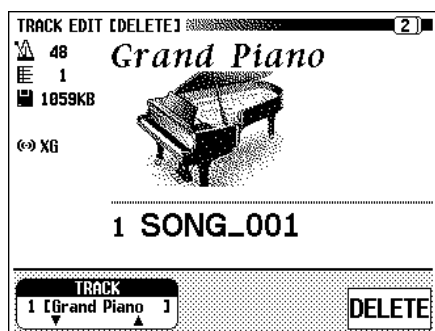 TRACK EDIT [DELETE] 2
48
1
1059KB
XG
Grand Piano
1 SONG_001
TRACK
1 [Grand Piano ]
DELETE